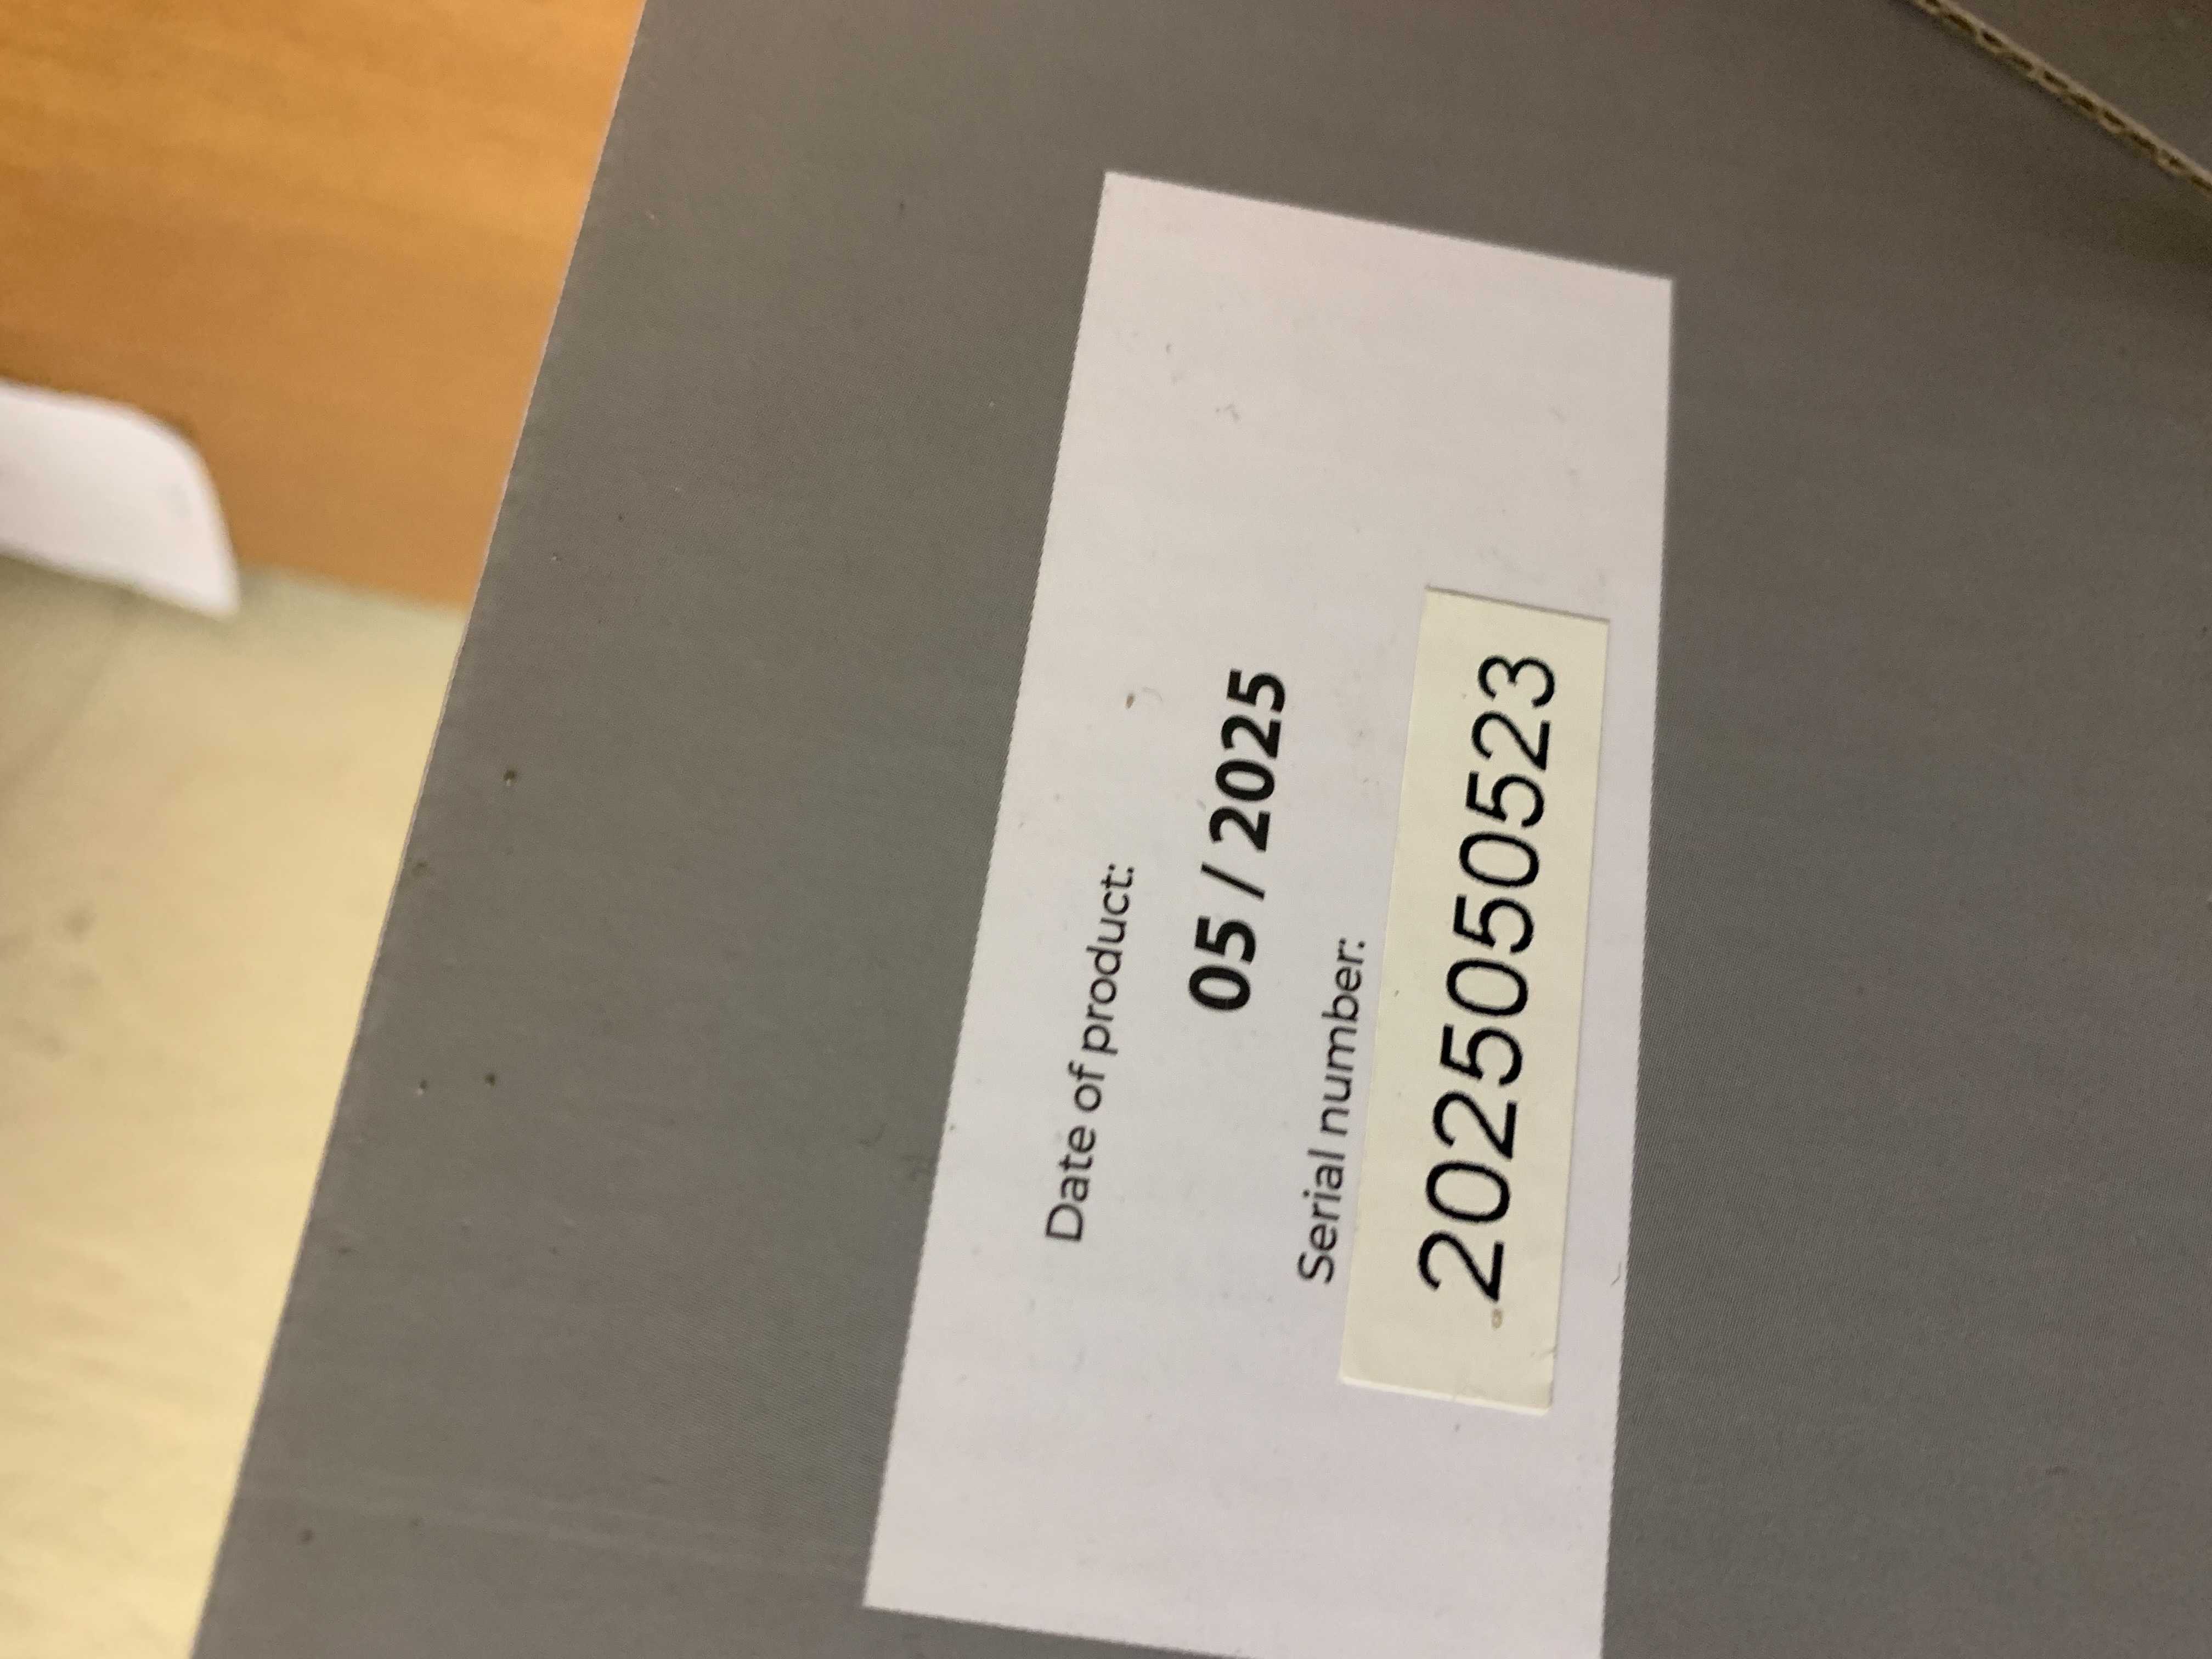 Date of product:
05 / 2025
Serial number:
2025050523